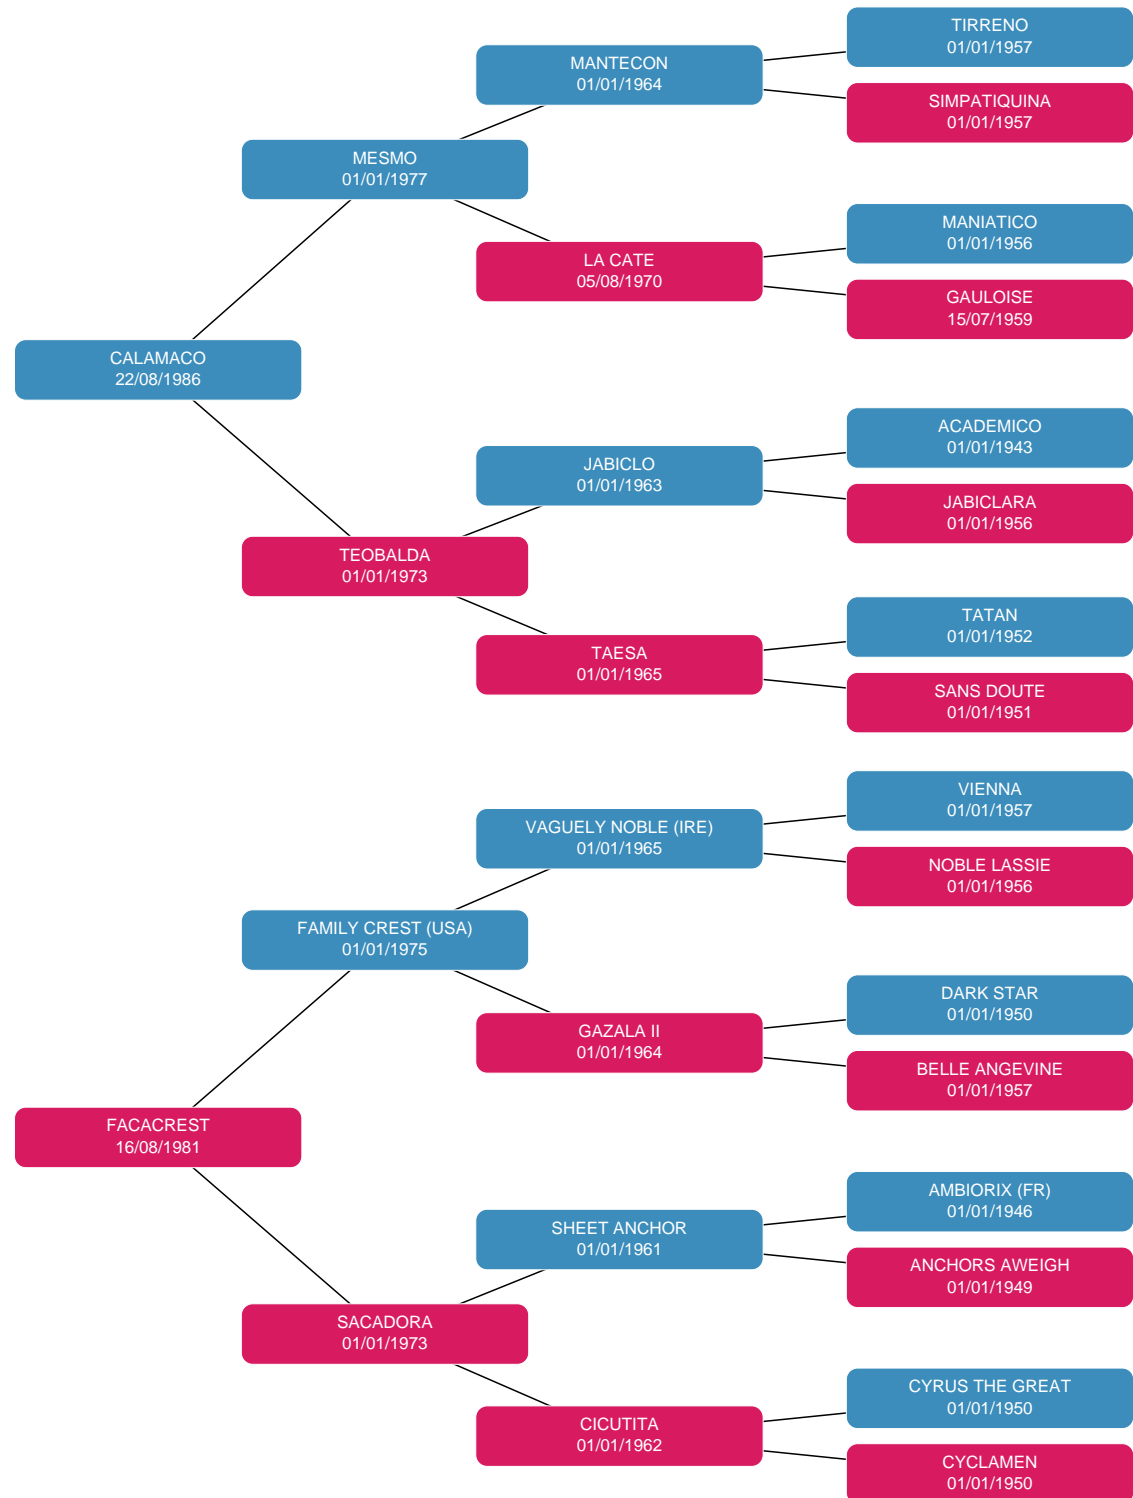 TIRRENO
01/01/1957
MANTECON
01/01/1964
SIMPATIQUINA
01/01/1957
MESMO
01/01/1977
MANIATICO
01/01/1956
LA CATE
05/08/1970
GAULOISE
15/07/1959
CALAMACO
22/08/1986
ACADEMICO
01/01/1943
JABICLO
01/01/1963
JABICLARA
01/01/1956
TEOBALDA
01/01/1973
TATAN
01/01/1952
TAESA
01/01/1965
SANS DOUTE
01/01/1951
VIENNA
01/01/1957
VAGUELY NOBLE (IRE)
01/01/1965
NOBLE LASSIE
01/01/1956
FAMILY CREST (USA)
01/01/1975
DARK STAR
01/01/1950
GAZALA II
01/01/1964
BELLE ANGEVINE
01/01/1957
FACACREST
16/08/1981
AMBIORIX (FR)
01/01/1946
SHEET ANCHOR
01/01/1961
ANCHORS AWEIGH
01/01/1949
SACADORA
01/01/1973
CYRUS THE GREAT
01/01/1950
CICUTITA
01/01/1962
CYCLAMEN
01/01/1950